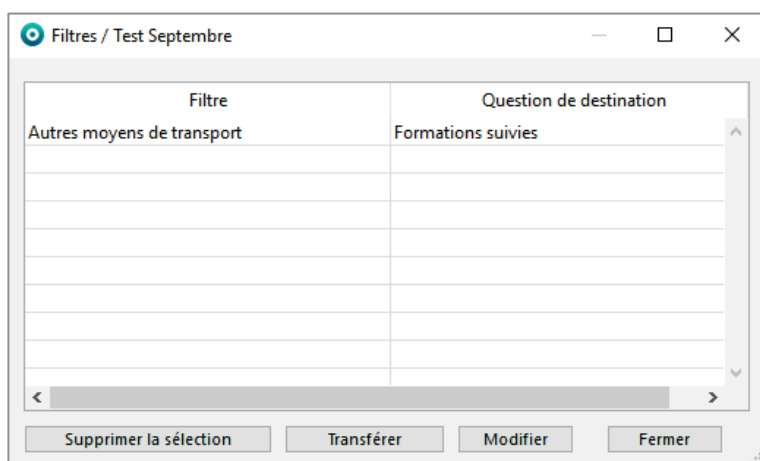 Filtres / Test Septembre
Filtre Question de destination
Autres moyens de transport Formations suivies
Supprimer la sélection Transférer Modifier Fermer